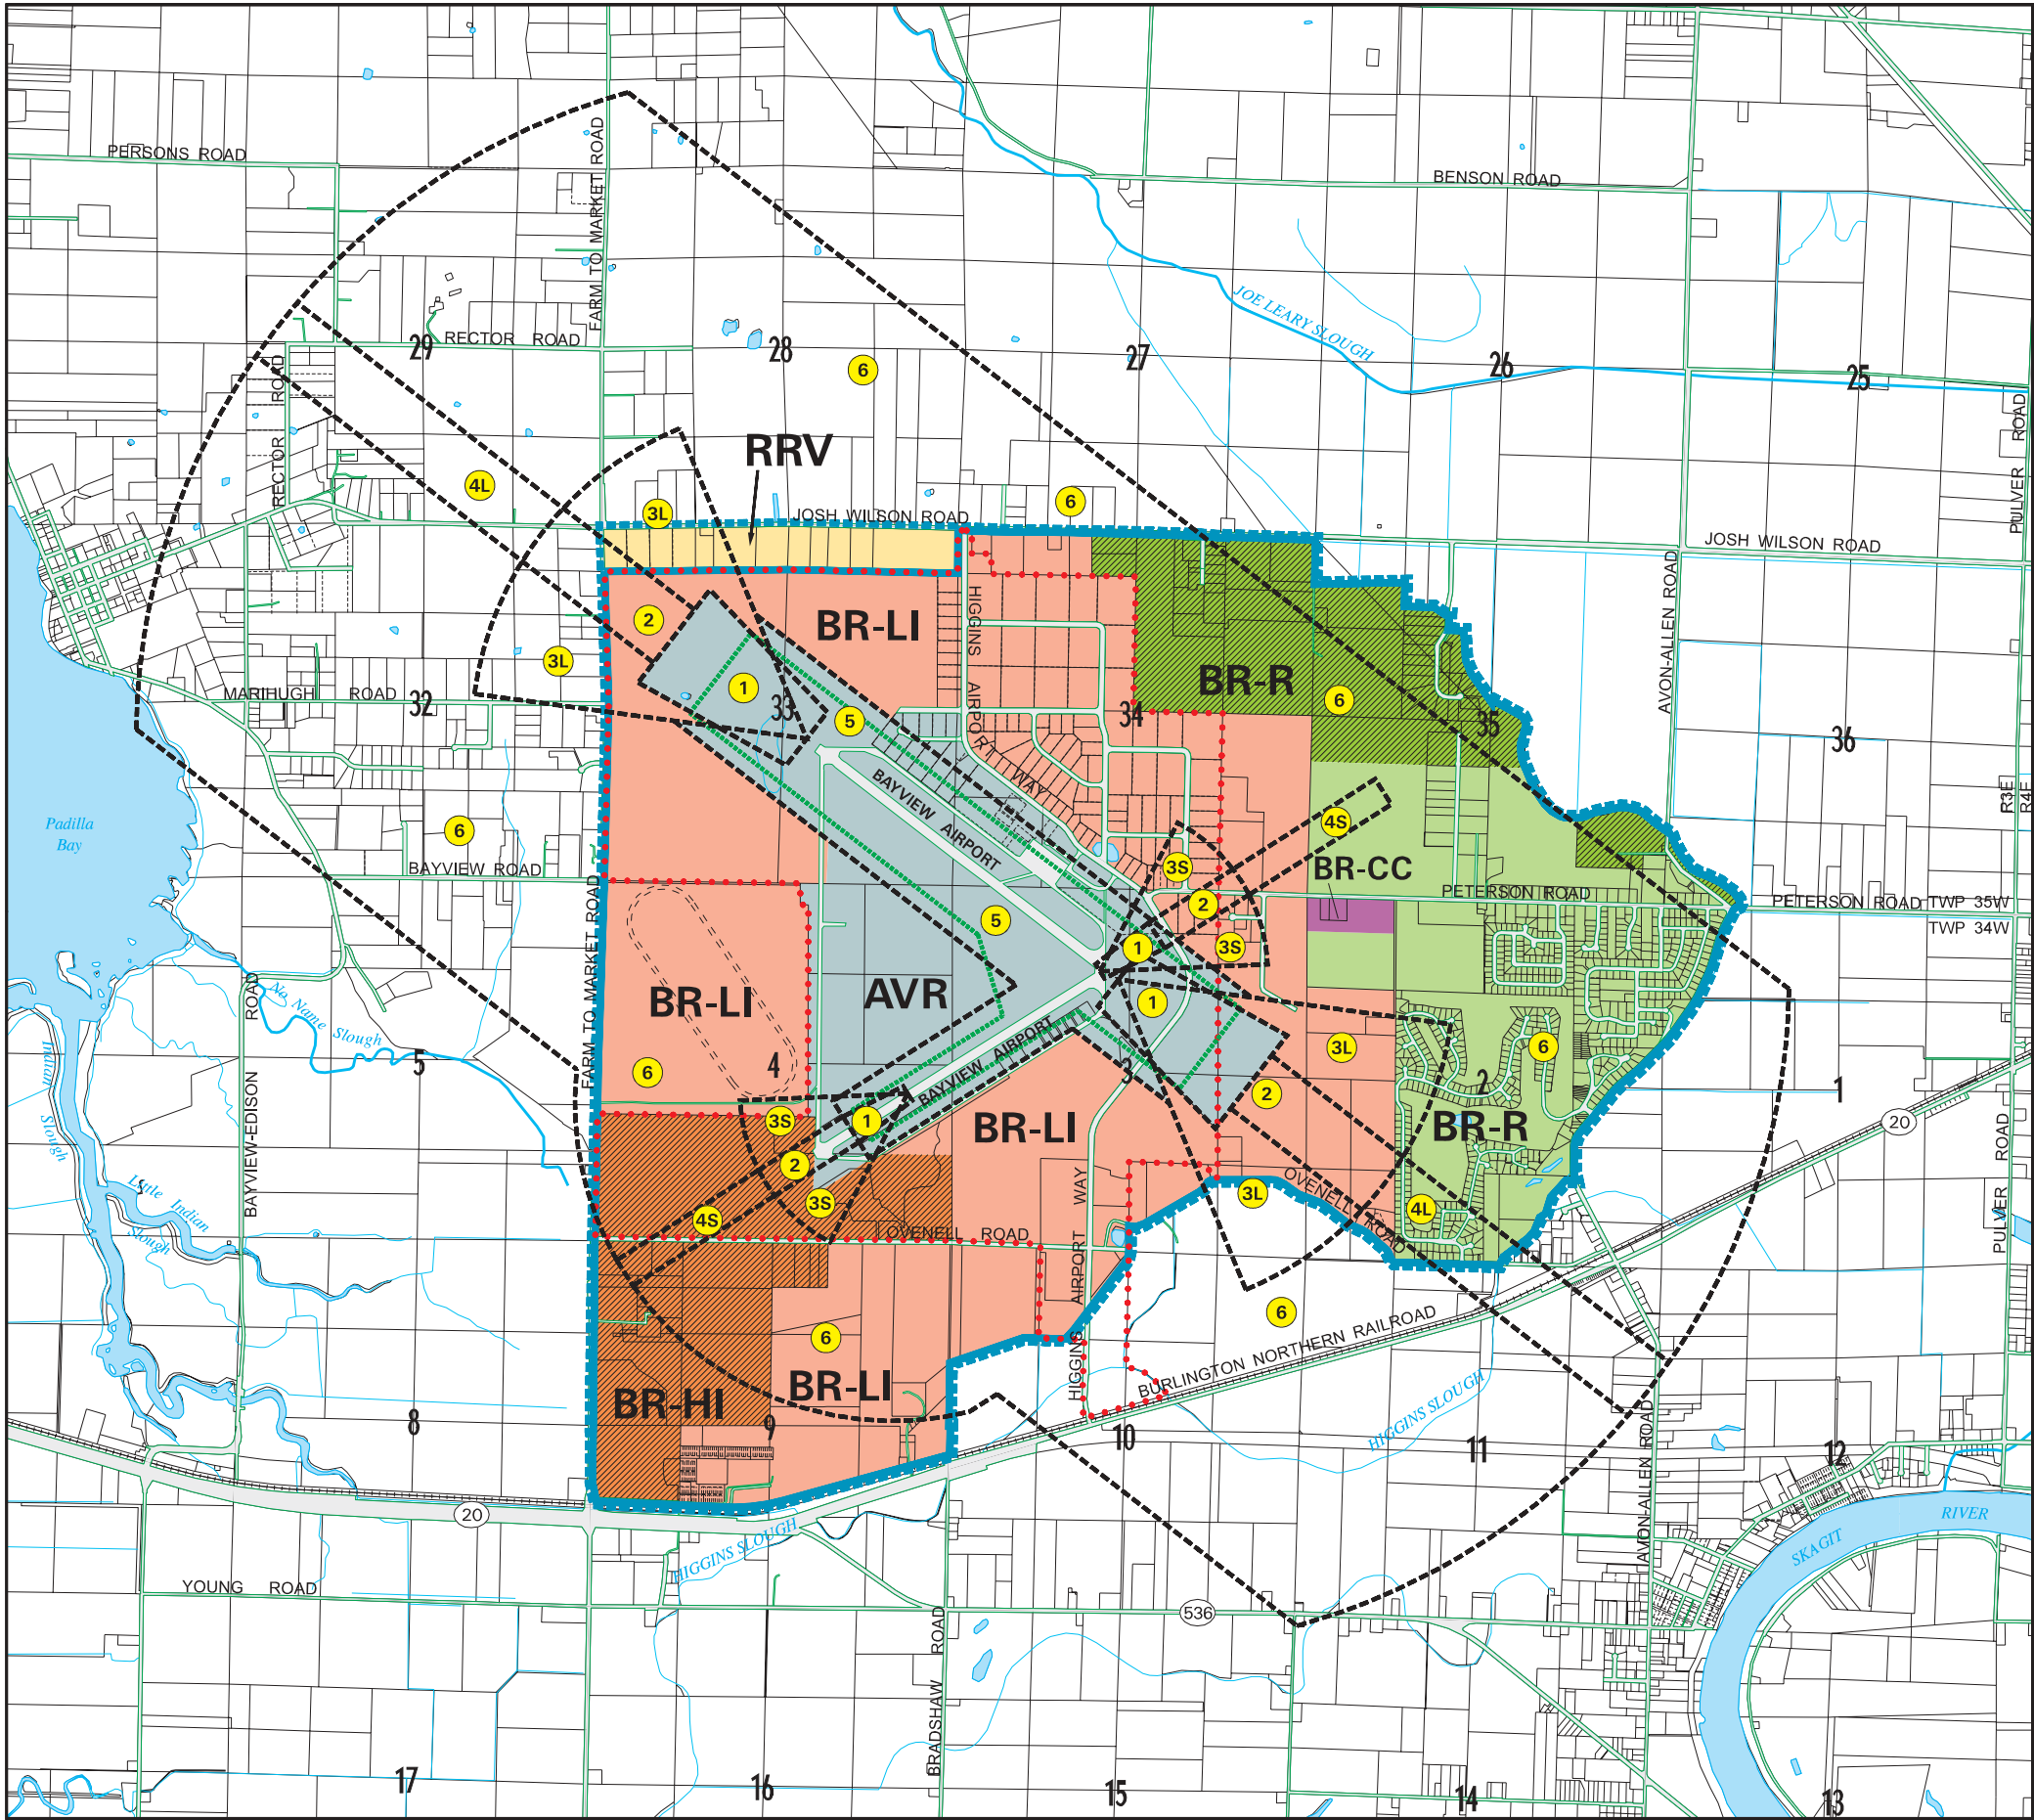 PERSONS ROAD
FARM TO MARKET ROAD
BENSON ROAD
JOE LEARY SLOUGH
RECTOR ROAD
29
28
27
26
25
6
RECTOR ROAD
PULVER ROAD
RRV
4L
3L
6
JOSH WILSON ROAD
JOSH WILSON ROAD
AVON-ALLEN ROAD
2
BR-LI
HIGGINS AIRPORT WAY
3L
BR-R
MARIHUGH ROAD
32
1
33
5
34
6
35
36
R3E
R4E
BAYVIEW AIRPORT
Padilla
Bay
6
4S
BAYVIEW ROAD
3S
BR-CC
PETERSON ROAD
PETERSON ROAD
TWP 35W
TWP 34W
2
5
1
3S
FARM TO MARKET ROAD
BAYVIEW-EDISON ROAD
No Name Slough
BR-LI
AVR
1
Indian Slough
5
6
4
BAYVIEW AIRPORT
3
3L
6
2
2
1
20
PULVER ROAD
3S
1
BR-LI
BR-R
2
Little Indian
Slough
3S
4S
OVENELL ROAD
HIGGINS AIRPORT WAY
3L
OVENELL ROAD
4L
6
6
BURLINGTON NORTHERN RAILROAD
BR-HI
BR-LI
8
9
10
HIGGINS SLOUGH
11
12
AVON-ALLEN ROAD
20
HIGGINS SLOUGH
SKAGIT RIVER
YOUNG ROAD
536
BRADSHAW ROAD
17
16
15
14
13